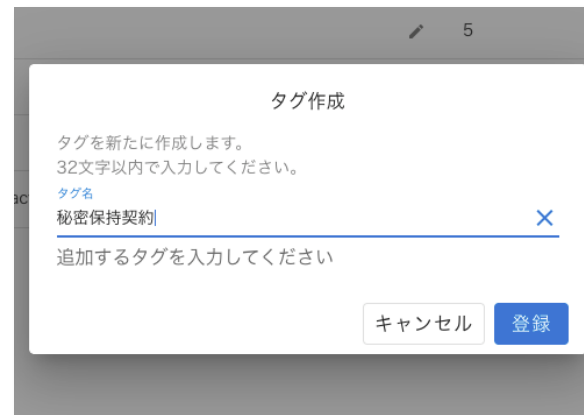 5
タグ作成
タグを新たに作成します。
32文字以内で入力してください。
タグ名
秘密保持契約
追加するタグを入力してください
キャンセル
登録